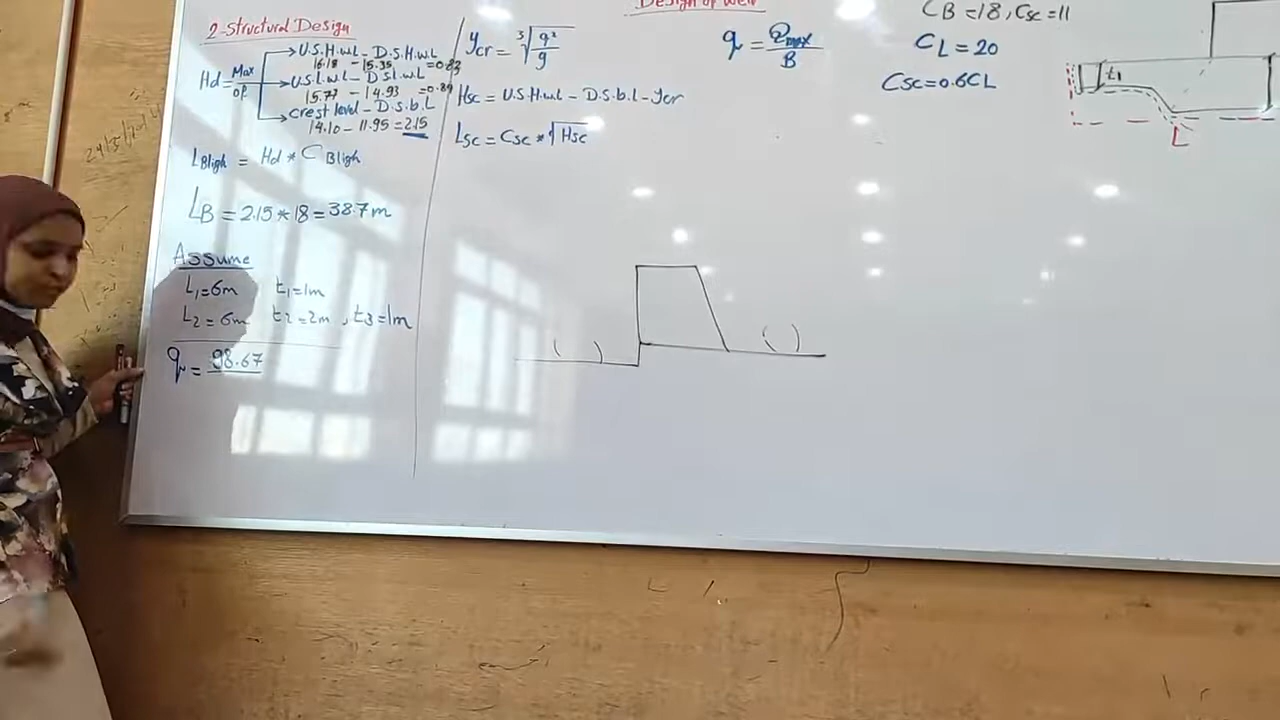 2-Structural Design
Hd = Max of
U.S.H.w.L - D.S.H.w.L
16.18 - 15.35 = 0.83
U.S.L.w.L - D.S.L.w.L
15.77 - 14.93 = 0.84
Crest level - D.S.b.L
14.10 - 11.95 = 2.15
L Bligh = Hd * C Bligh
LB = 2.15 * 18 = 38.7 m
Assume
L1 = 6m t1 = 1m
L2 = 6m t2 = 2m , t3 = 1m
q = 98.67
ycr = ∛(q²/g)
Hsc = U.S.H.w.L - D.S.b.L - ycr
Lsc = Csc * √Hsc
Design of weir
q = Qmax/B
CB = 18 , Csc = 11
CL = 20
Csc = 0.6 CL
t1
L